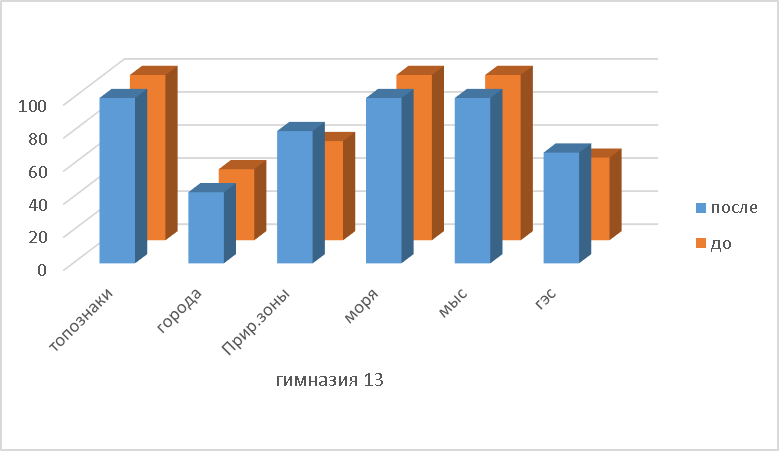 100
80
60
40
20
0
топознаки
города
Прир.зоны
моря
мыс
гэс
гимназия 13
после
до